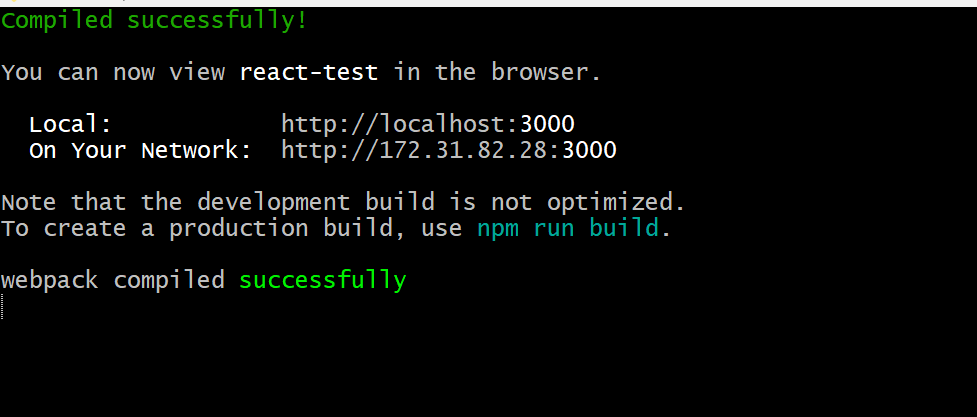 Compiled successfully!
You can now view react-test in the browser.
Local: http://localhost:3000
On Your Network: http://172.31.82.28:3000
Note that the development build is not optimized.
To create a production build, use npm run build.
webpack compiled successfully